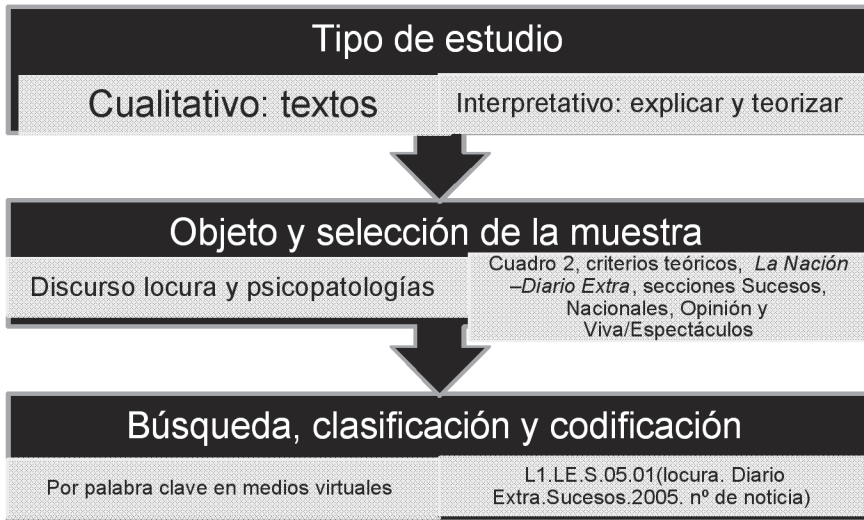 Tipo de estudio
Cualitativo: textos
Interpretativo: explicar y teorizar
Objeto y selección de la muestra
Discurso locura y psicopatologías
Cuadro 2, criterios teóricos, La Nación
–Diario Extra, secciones Sucesos,
Nacionales, Opinión y
Viva/Espectáculos
Búsqueda, clasificación y codificación
Por palabra clave en medios virtuales
L1.LE.S.05.01(locura. Diario
Extra.Sucesos.2005. nº de noticia)